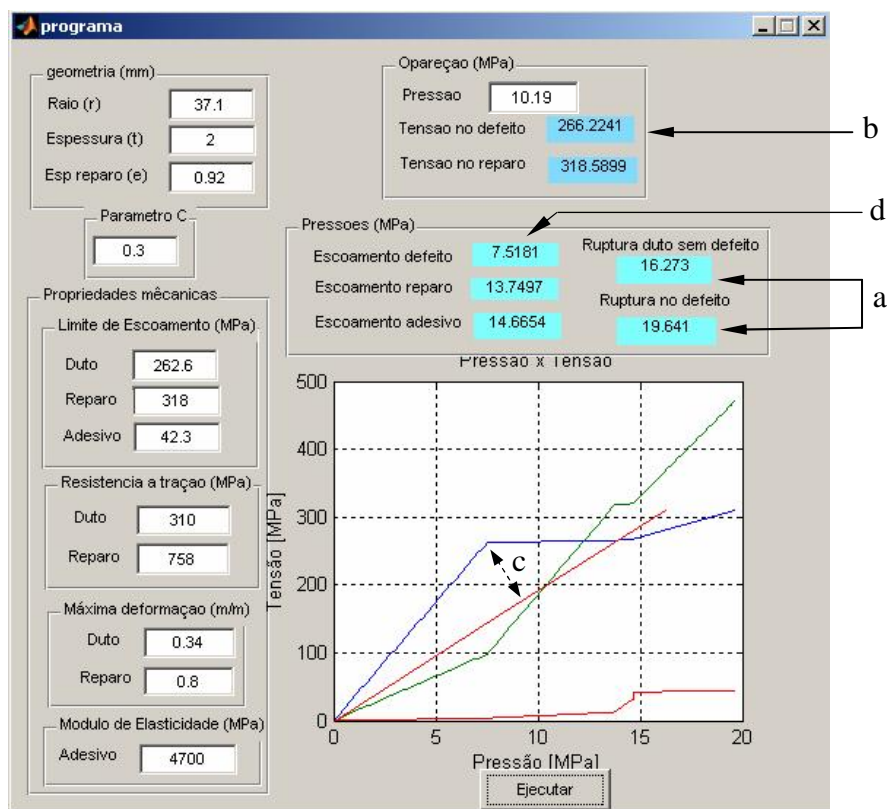 programa
geometria (mm)
Raio (r) 37.1
Espessura (t) 2
Esp reparo (e) 0.92
Parametro C
0.3
Propriedades mêcanicas
Limite de Escoamento (MPa)
Duto 262.6
Reparo 318
Adesivo 42.3
Resistencia a traçao (MPa)
Duto 310
Reparo 758
Máxima deformaçao (m/m)
Duto 0.34
Reparo 0.8
Modulo de Elasticidade (MPa)
Adesivo 4700
Opareçao (MPa)
Pressao 10.19
Tensao no defeito 266.2241
Tensao no reparo 318.5899
b
d
a
Pressoes (MPa)
Escoamento defeito 7.5181
Escoamento reparo 13.7497
Escoamento adesivo 14.6654
Ruptura duto sem defeito
16.273
Ruptura no defeito
19.641
Pressão x Tensão
Tensão [MPa]
500
400
300
200
100
0
c
0 5 10 15 20
Pressão [MPa]
Ejecutar